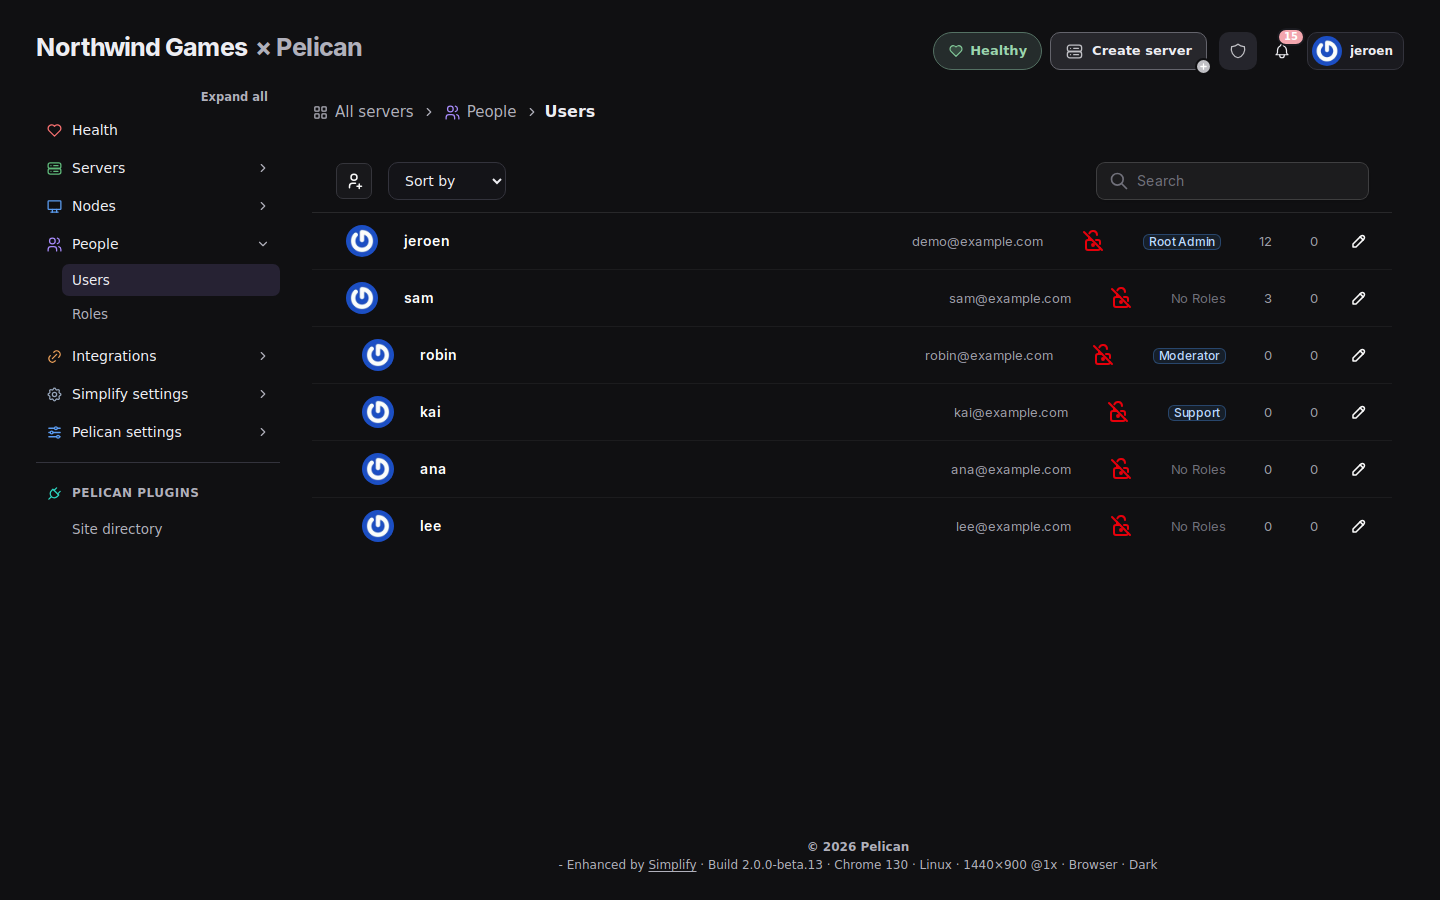 Northwind Games × Pelican
Healthy
Create server
15
jeroen
Expand all
Health
Servers
Nodes
People
Users
Roles
Integrations
Simplify settings
Pelican settings
PELICAN PLUGINS
Site directory
All servers > People > Users
Sort by
Search
jeroen demo@example.com Root Admin 12 0
sam sam@example.com No Roles 3 0
robin robin@example.com Moderator 0 0
kai kai@example.com Support 0 0
ana ana@example.com No Roles 0 0
lee lee@example.com No Roles 0 0
© 2026 Pelican
- Enhanced by Simplify · Build 2.0.0-beta.13 · Chrome 130 · Linux · 1440×900 @1x · Browser · Dark